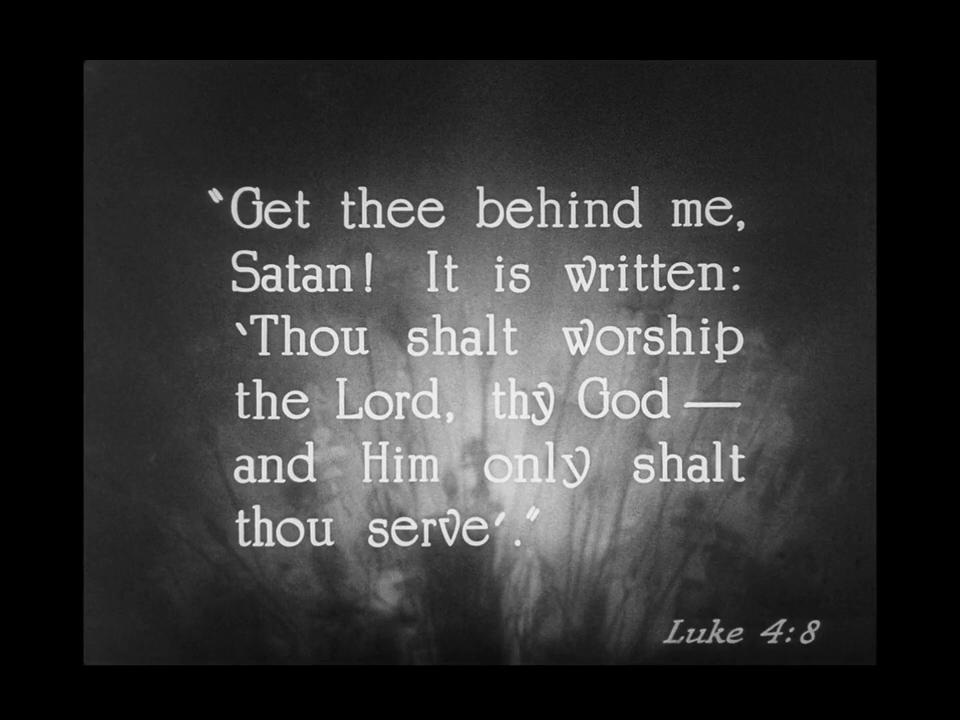 “Get thee behind me,
Satan! It is written:
‘Thou shalt worship
the Lord, thy God —
and Him only shalt
thou serve’.”
Luke 4:8